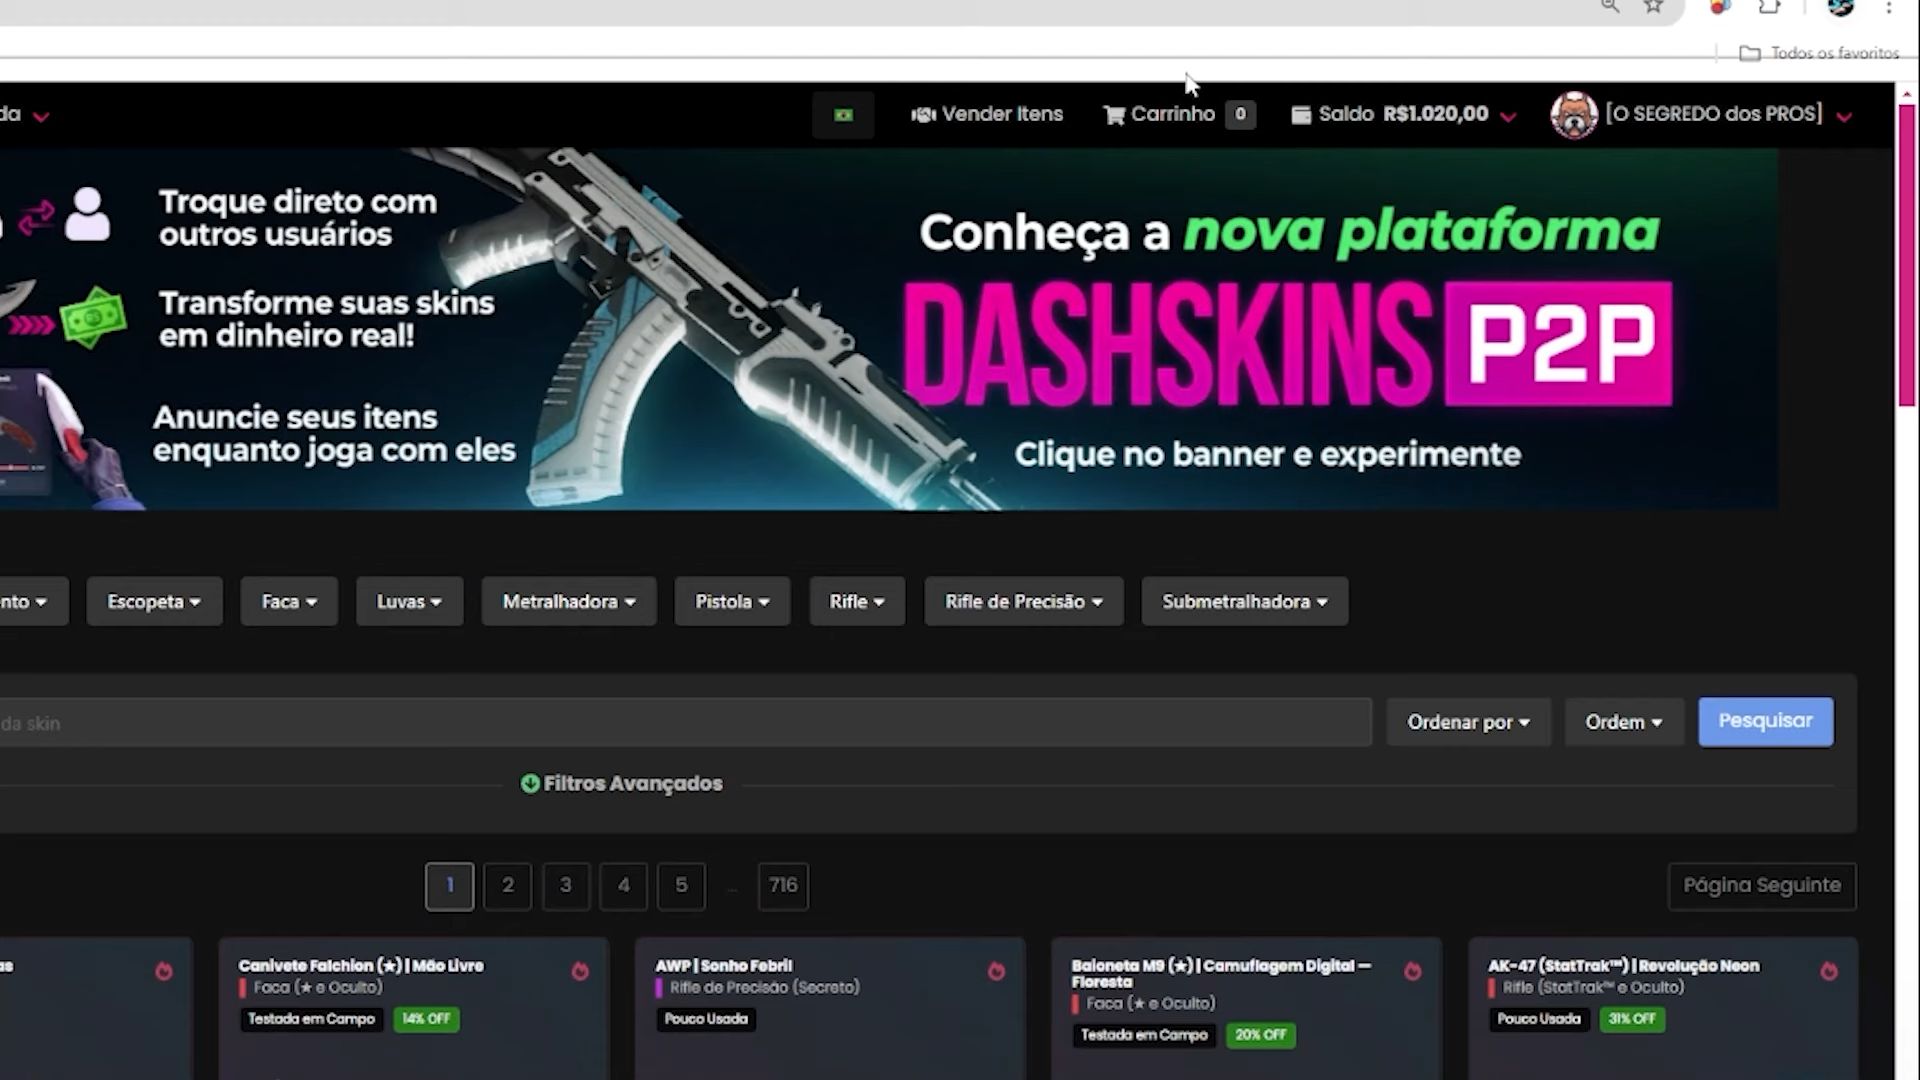 Todos os favoritos
da
Vender Itens
Carrinho 0
Saldo R$1.020,00
[O SEGREDO dos PROS]
Troque direto com
outros usuários
Transforme suas skins
em dinheiro real!
Anuncie seus itens
enquanto joga com eles
Conheça a nova plataforma
DASHSKINS P2P
Clique no banner e experimente
nto
Escopeta
Faca
Luvas
Metralhadora
Pistola
Rifle
Rifle de Precisão
Submetralhadora
da skin
Ordenar por
Ordem
Pesquisar
Filtros Avançados
1 2 3 4 5 ... 716
Página Seguinte
as
Canivete Falchion (★) | Mão Livre
Faca (★ e Oculto)
Testada em Campo
14% OFF
AWP | Sonho Febril
Rifle de Precisão (Secreto)
Pouco Usada
Baioneta M9 (★) | Camuflagem Digital —
Floresta
Faca (★ e Oculto)
Testada em Campo
20% OFF
AK-47 (StatTrak™) | Revolução Neon
Rifle (StatTrak™ e Oculto)
Pouco Usada
31% OFF